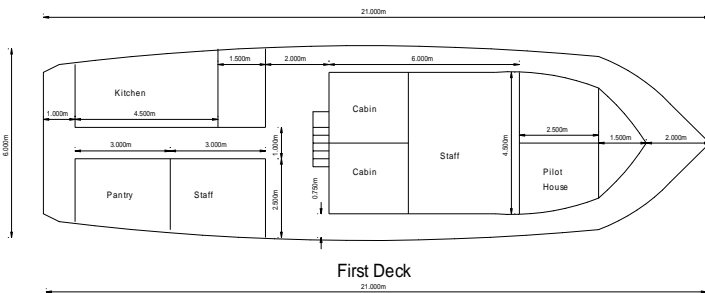 21.000m
1.500m
2.000m
6.000m
Kitchen
Cabin
1.000m
4.500m
6.000m
3.000m
3.000m
1.000m
4.500m
2.500m
1.500m
2.000m
Staff
Pilot
House
Cabin
Pantry
Staff
2.500m
0.750m
First Deck
21.000m